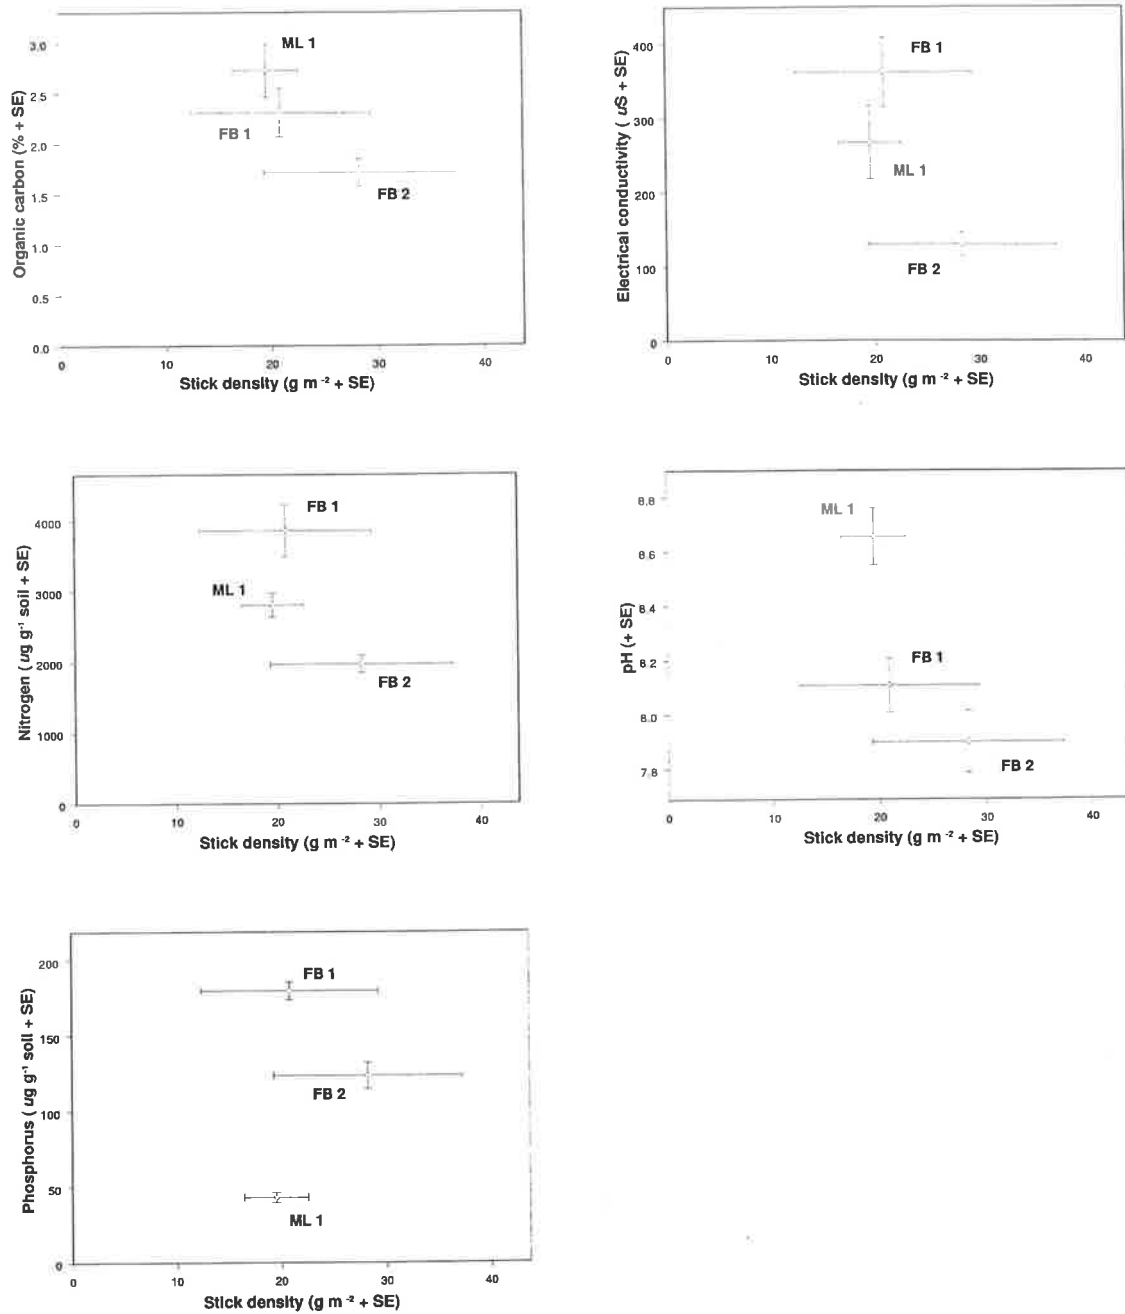 Organic carbon (% + SE)
3.0
2.5
2.0
1.5
1.0
0.5
0.0
ML 1
FB 1
FB 2
0 10 20 30 40
Stick density (g m ⁻² + SE)
Electrical conductivity ( uS + SE)
400
300
200
100
0
FB 1
ML 1
FB 2
0 10 20 30 40
Stick density (g m ⁻² + SE)
Nitrogen ( ug g⁻¹ soil + SE)
4000
3000
2000
1000
0
FB 1
ML 1
FB 2
0 10 20 30 40
Stick density (g m ⁻² + SE)
pH (+ SE)
8.8
8.6
8.4
8.2
8.0
7.8
ML 1
FB 1
FB 2
0 10 20 30 40
Stick density (g m ⁻² + SE)
Phosphorus ( ug g⁻¹ soil + SE)
200
150
100
50
0
FB 1
FB 2
ML 1
0 10 20 30 40
Stick density (g m ⁻² + SE)